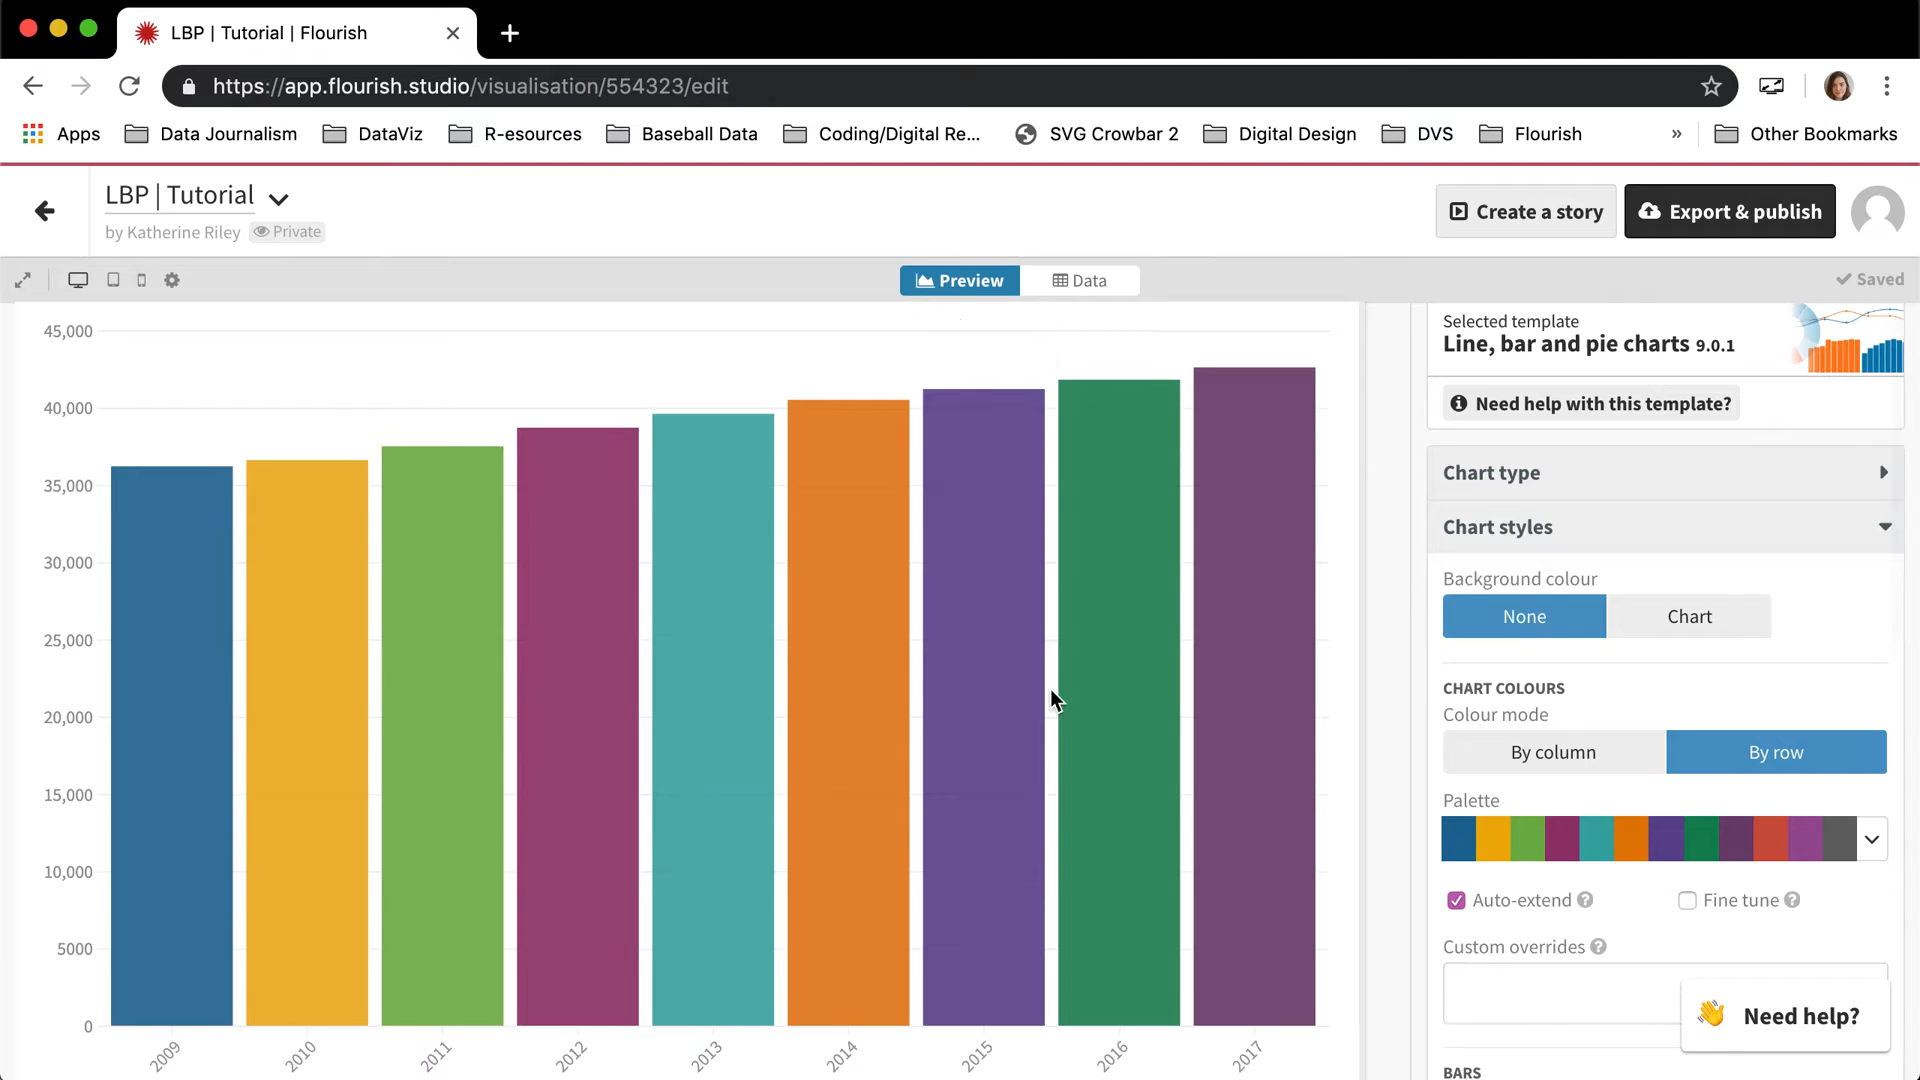 LBP | Tutorial | Flourish
https://app.flourish.studio/visualisation/554323/edit
Apps Data Journalism DataViz R-esources Baseball Data Coding/Digital Re... SVG Crowbar 2 Digital Design DVS Flourish » Other Bookmarks
LBP | Tutorial
Create a story
Export & publish
by Katherine Riley Private
Preview
Data
Saved
45,000
40,000
35,000
30,000
25,000
20,000
15,000
10,000
5000
0
2009
2010
2011
2012
2013
2014
2015
2016
2017
Selected template
Line, bar and pie charts 9.0.1
Need help with this template?
Chart type
Chart styles
Background colour
None
Chart
CHART COLOURS
Colour mode
By column
By row
Palette
Auto-extend
Fine tune
Custom overrides
Need help?
BARS